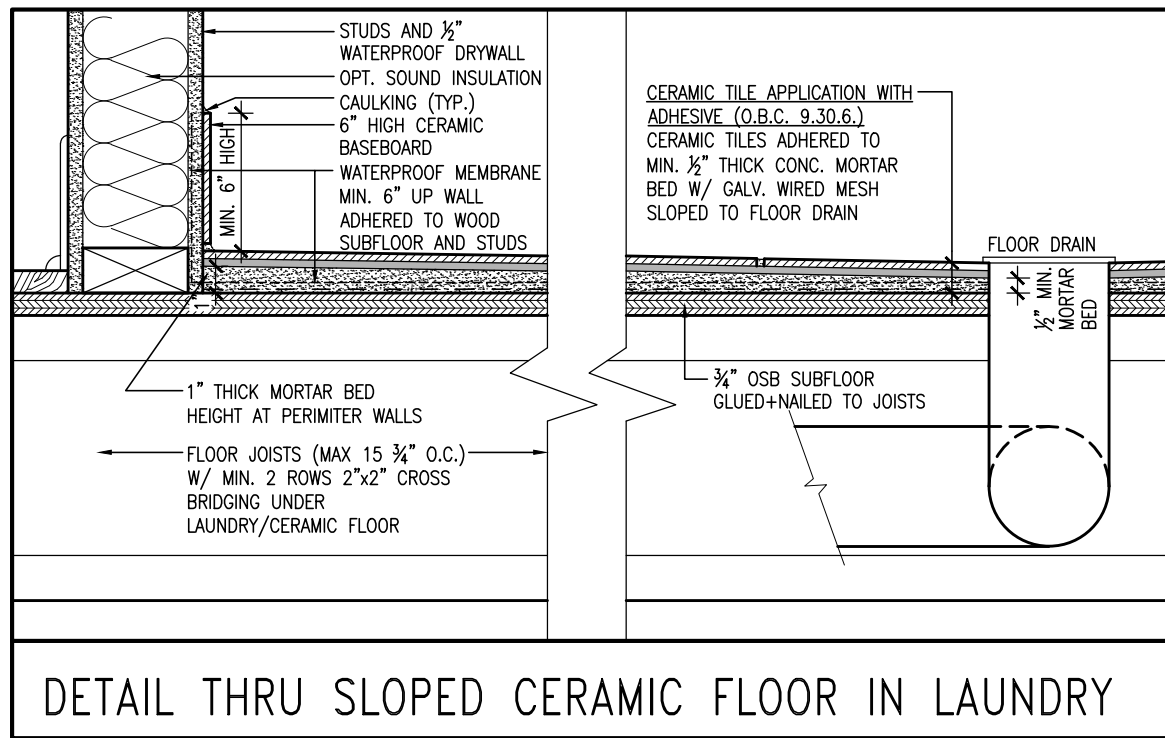 STUDS AND ½"
WATERPROOF DRYWALL
OPT. SOUND INSULATION
CAULKING (TYP.)
6" HIGH CERAMIC
BASEBOARD
WATERPROOF MEMBRANE
MIN. 6" UP WALL
ADHERED TO WOOD
SUBFLOOR AND STUDS
MIN. 6" HIGH
1"
1" THICK MORTAR BED
HEIGHT AT PERIMITER WALLS
FLOOR JOISTS (MAX 15 ¾" O.C.)
W/ MIN. 2 ROWS 2"x2" CROSS
BRIDGING UNDER
LAUNDRY/CERAMIC FLOOR
CERAMIC TILE APPLICATION WITH
ADHESIVE (O.B.C. 9.30.6.)
CERAMIC TILES ADHERED TO
MIN. ½" THICK CONC. MORTAR
BED W/ GALV. WIRED MESH
SLOPED TO FLOOR DRAIN
FLOOR DRAIN
½" MIN.
MORTAR
BED
¾" OSB SUBFLOOR
GLUED+NAILED TO JOISTS
DETAIL THRU SLOPED CERAMIC FLOOR IN LAUNDRY